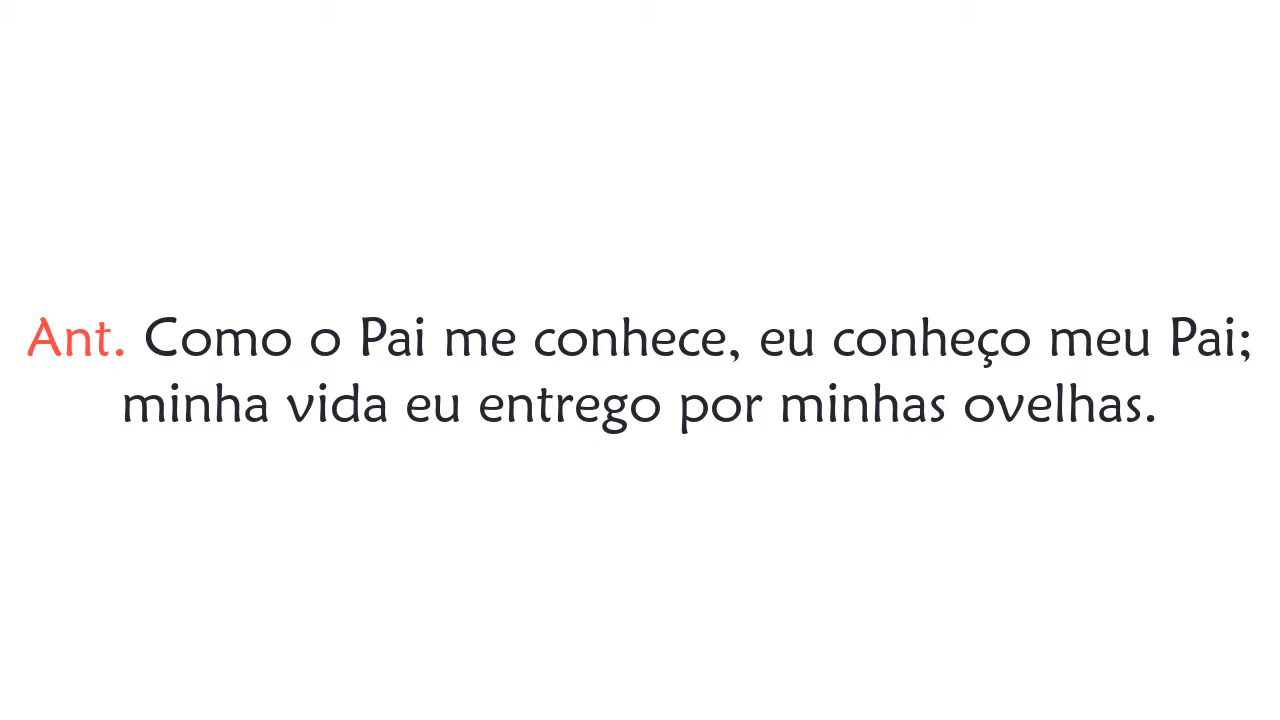 Ant. Como o Pai me conhece, eu conheço meu Pai;
minha vida eu entrego por minhas ovelhas.